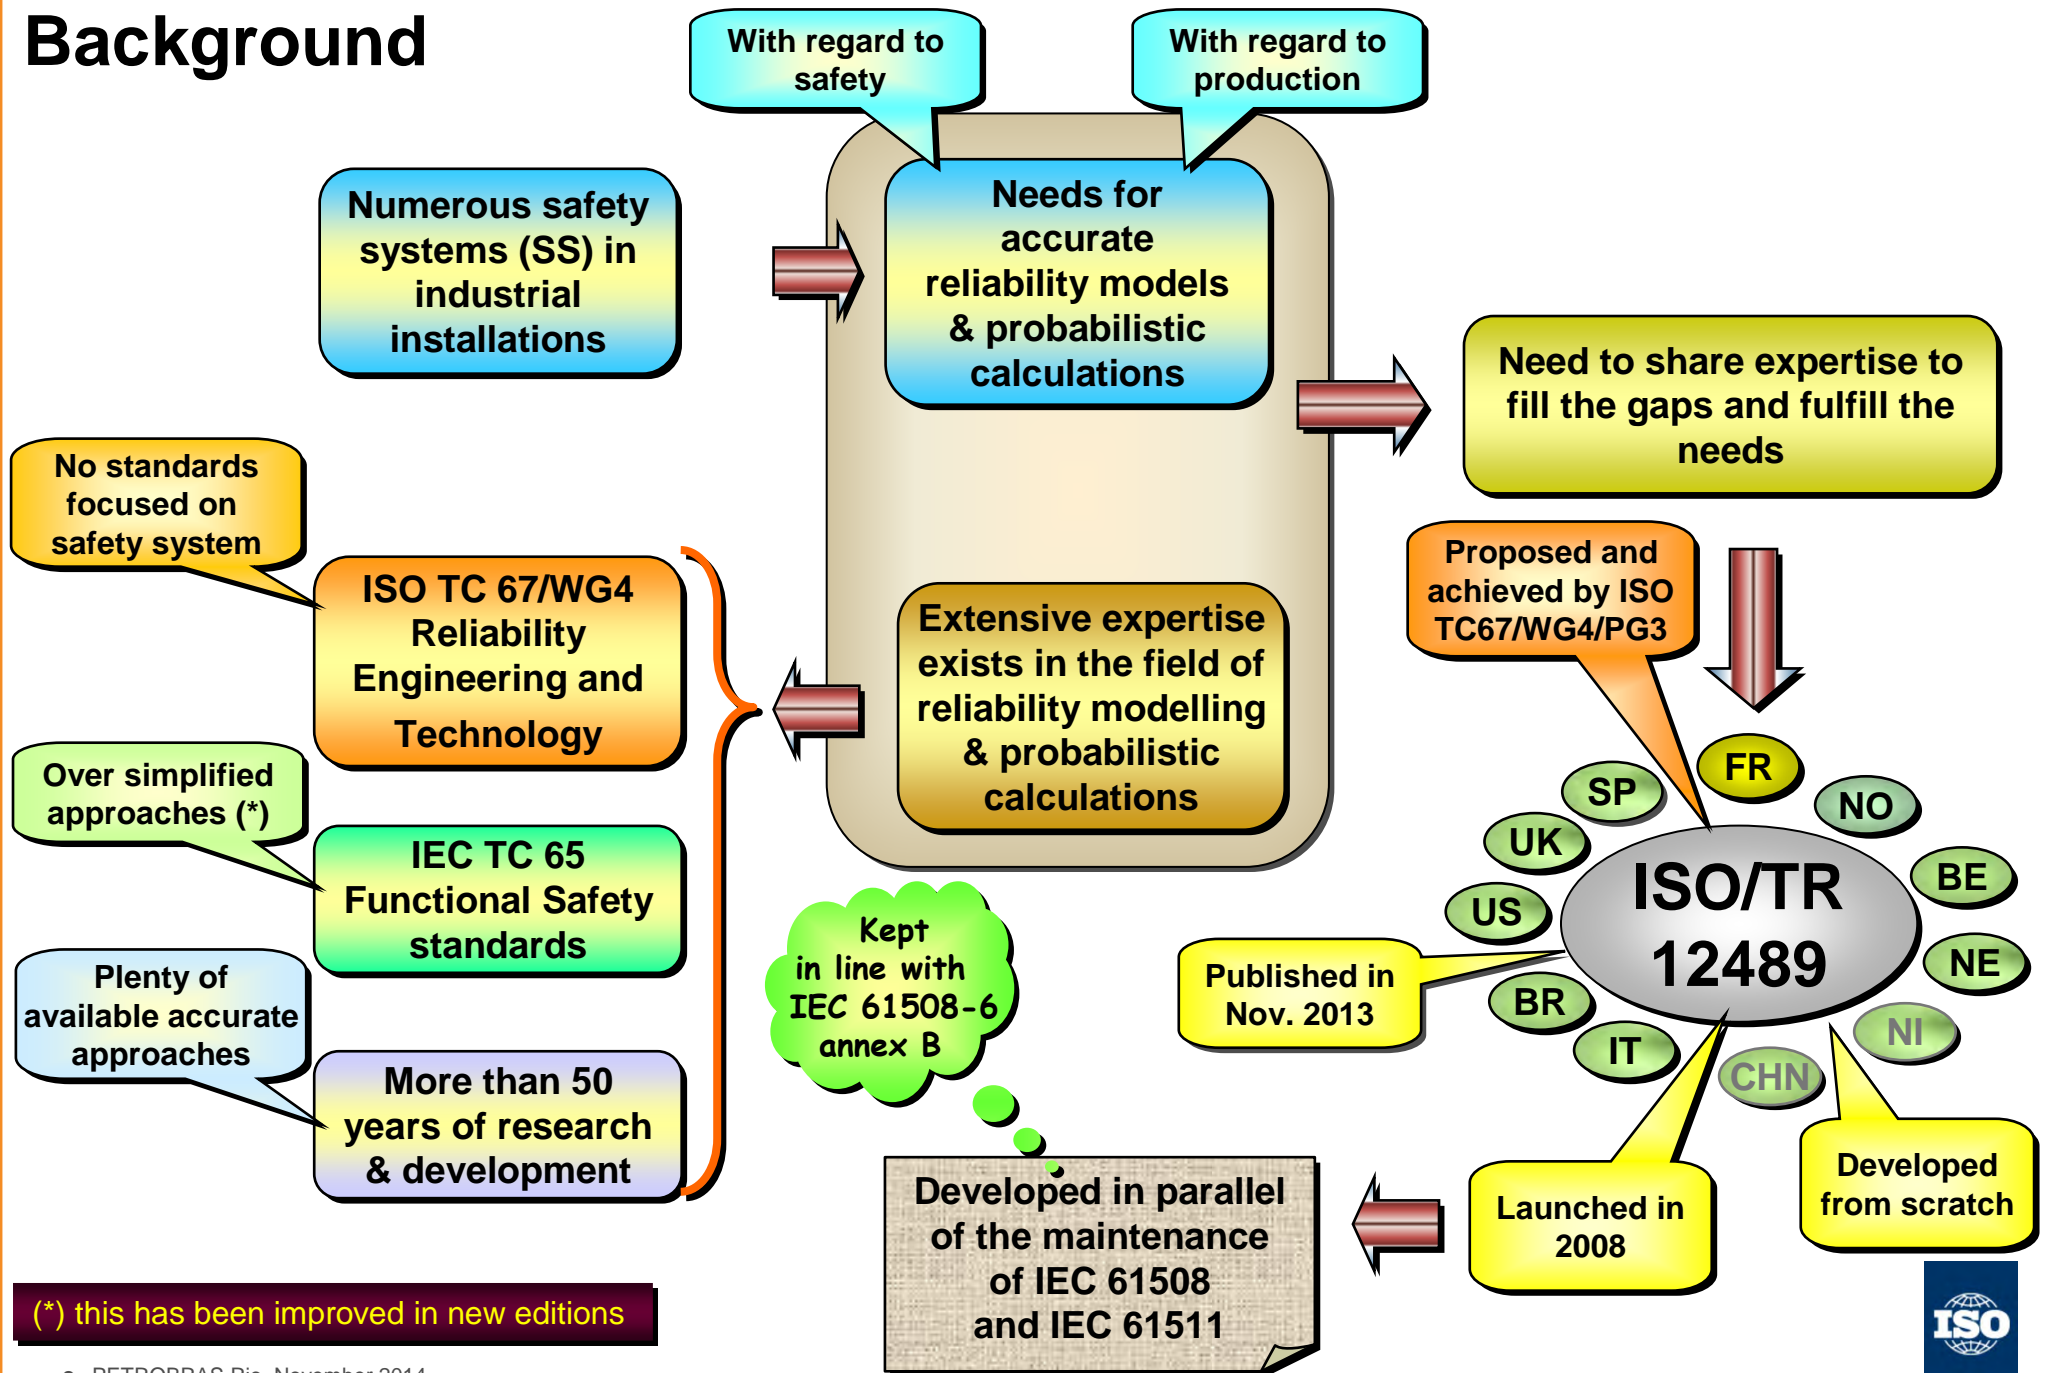 Background
With regard to
safety
With regard to
production
Numerous safety
systems (SS) in
industrial
installations
Needs for
accurate
reliability models
& probabilistic
calculations
Need to share expertise to
fill the gaps and fulfill the
needs
No standards
focused on
safety system
ISO TC 67/WG4
Reliability
Engineering and
Technology
Extensive expertise
exists in the field of
reliability modelling
& probabilistic
calculations
Proposed and
achieved by ISO
TC67/WG4/PG3
Over simplified
approaches (*)
IEC TC 65
Functional Safety
standards
Plenty of
available accurate
approaches
More than 50
years of research
& development
Kept
in line with
IEC 61508-6
annex B
FR
SP
NO
UK
BE
US
ISO/TR
12489
NE
BR
NI
IT
CHN
Published in
Nov. 2013
Developed
from scratch
Launched in
2008
Developed in parallel
of the maintenance
of IEC 61508
and IEC 61511
(*) this has been improved in new editions
ISO
PETROBRAS Rio, November 2014